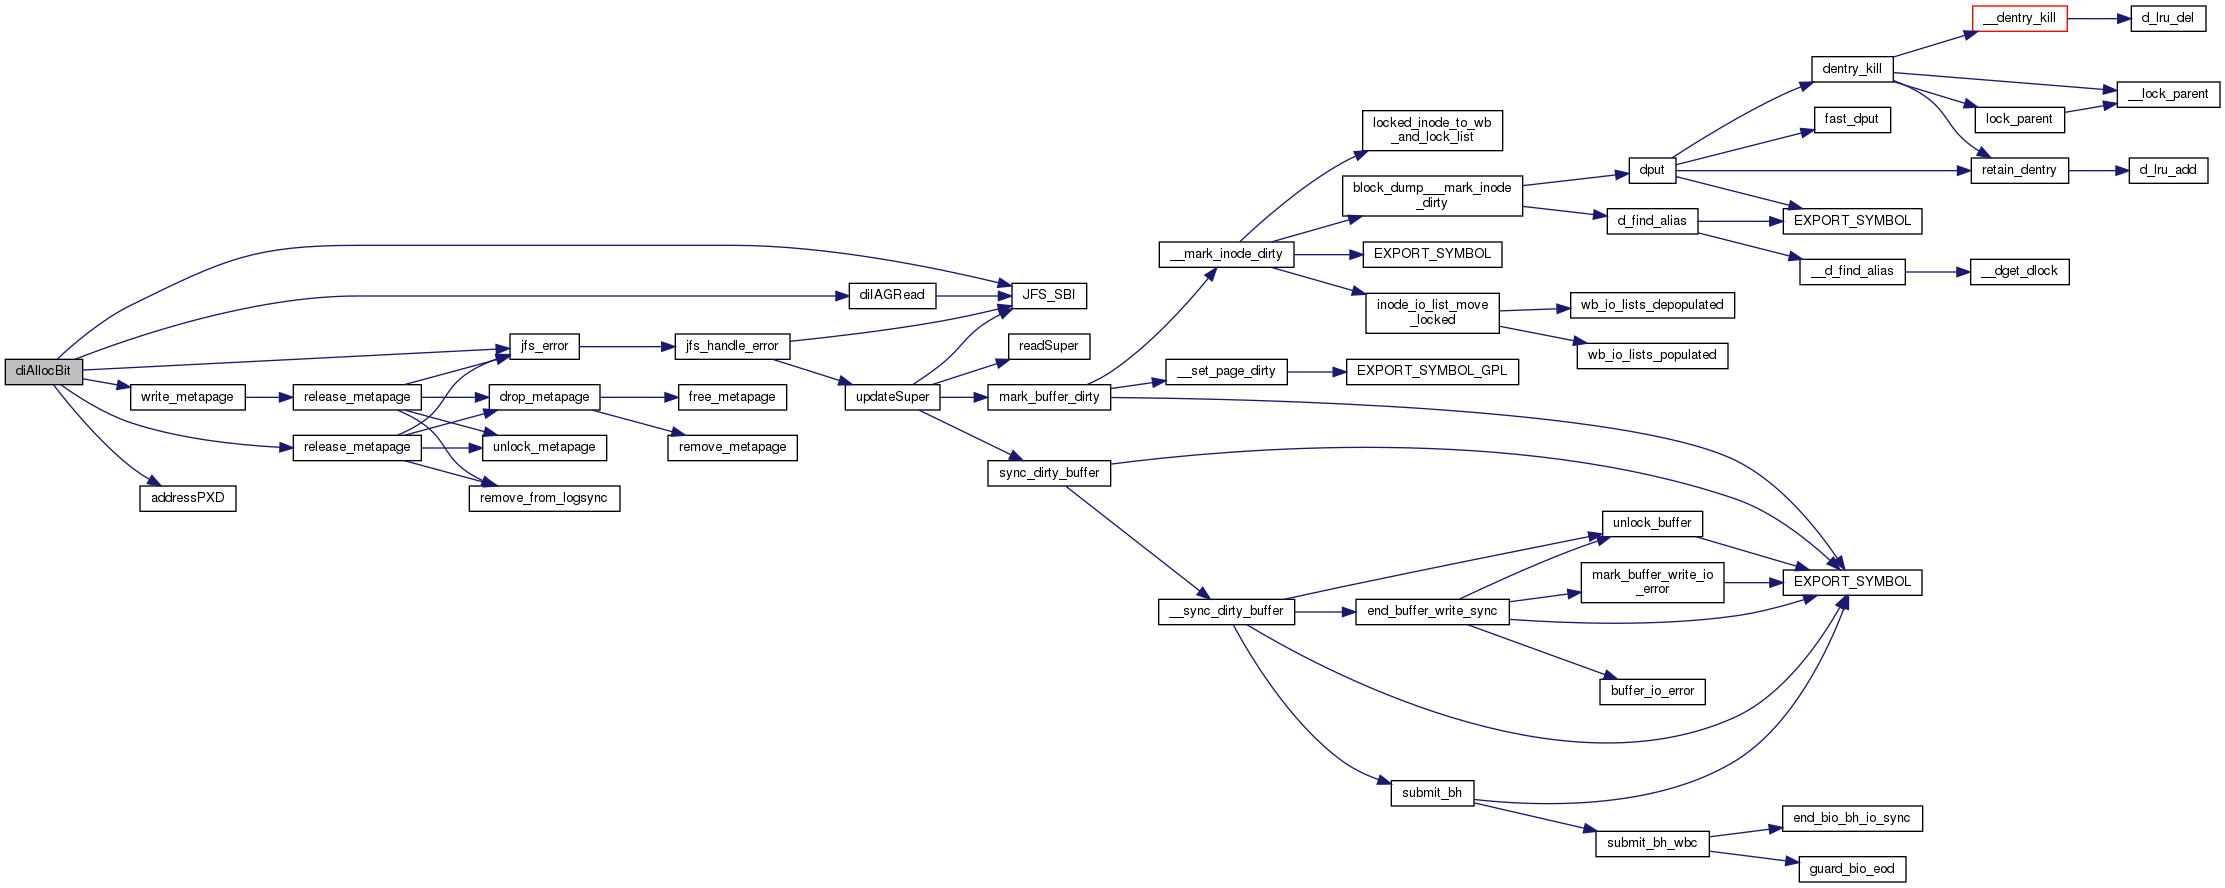 __dentry_kill
d_lru_del
dentry_kill
__lock_parent
locked_inode_to_wb
_and_lock_list
fast_dput
lock_parent
dput
retain_dentry
d_lru_add
block_dump___mark_inode
_dirty
d_find_alias
EXPORT_SYMBOL
__mark_inode_dirty
EXPORT_SYMBOL
__d_find_alias
__dget_dlock
diIAGRead
JFS_SBI
inode_io_list_move
_locked
wb_io_lists_depopulated
wb_io_lists_populated
jfs_error
jfs_handle_error
readSuper
diAllocBit
__set_page_dirty
EXPORT_SYMBOL_GPL
write_metapage
release_metapage
drop_metapage
free_metapage
updateSuper
mark_buffer_dirty
release_metapage
unlock_metapage
remove_metapage
sync_dirty_buffer
addressPXD
remove_from_logsync
unlock_buffer
mark_buffer_write_io
_error
EXPORT_SYMBOL
__sync_dirty_buffer
end_buffer_write_sync
buffer_io_error
submit_bh
end_bio_bh_io_sync
submit_bh_wbc
guard_bio_eod